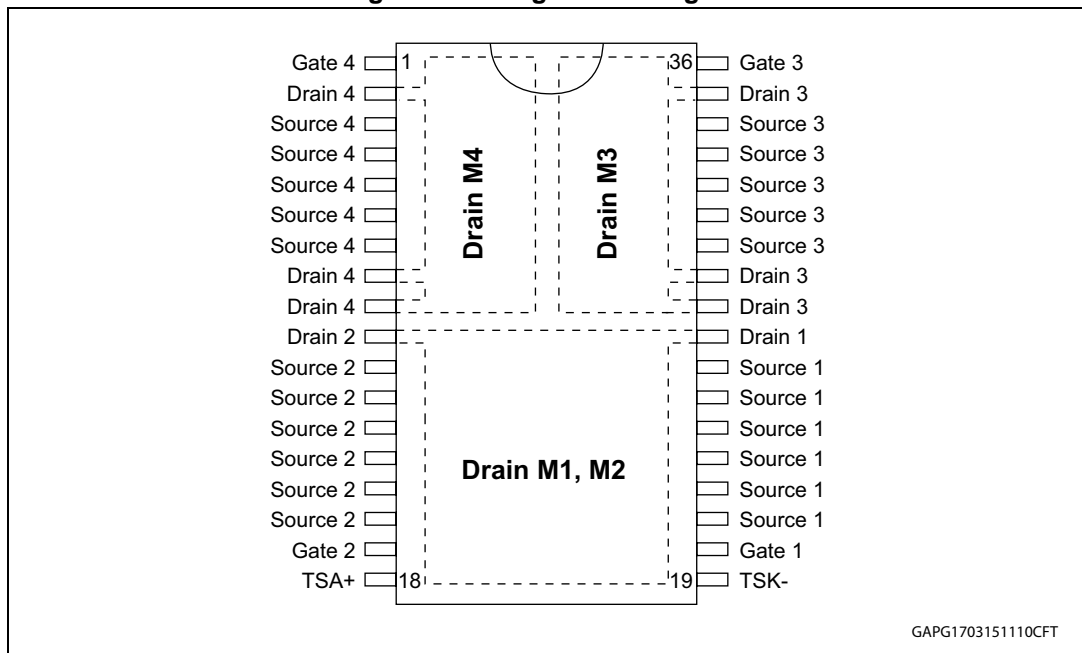 Gate 4 1 36 Gate 3
Drain 4 Drain 3
Source 4 Source 3
Source 4 Source 3
Source 4 Source 3
Source 4 Source 3
Source 4 Source 3
Drain M4 Drain M3
Drain 4 Drain 3
Drain 4 Drain 3
Drain 2 Drain 1
Source 2 Source 1
Source 2 Source 1
Source 2 Source 1
Source 2 Source 1
Drain M1, M2
Source 2 Source 1
Source 2 Source 1
Gate 2 Gate 1
TSA+ 18 19 TSK-
GAPG1703151110CFT